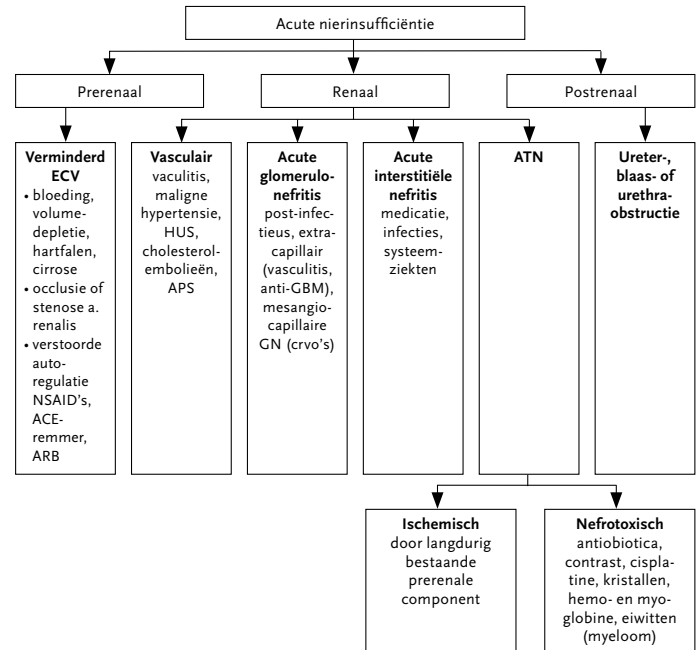 Acute nierinsufficiëntie
Prerenaal
Renaal
Postrenaal
Verminderd
ECV
• bloeding,
volume-
depletie,
hartfalen,
cirrose
• occlusie of
stenose a.
renalis
• verstoorde
auto-
regulatie
NSAID's,
ACE-
remmer,
ARB
Vasculair
vaculitis,
maligne
hypertensie,
HUS,
cholesterol-
embolieën,
APS
Acute
glomerulo-
nefritis
post-infec-
tieus, extra-
capillair
(vasculitis,
anti-GBM),
mesangio-
capillaire
GN (crvo's)
Acute
interstitiële
nefritis
medicatie,
infecties,
systeem-
ziekten
ATN
Ureter-,
blaas- of
urethra-
obstructie
Ischemisch
door langdurig
bestaande
prerenale
component
Nefrotoxisch
antiobiotica,
contrast, cispla-
tine, kristallen,
hemo- en myo-
globine, eiwitten
(myeloom)